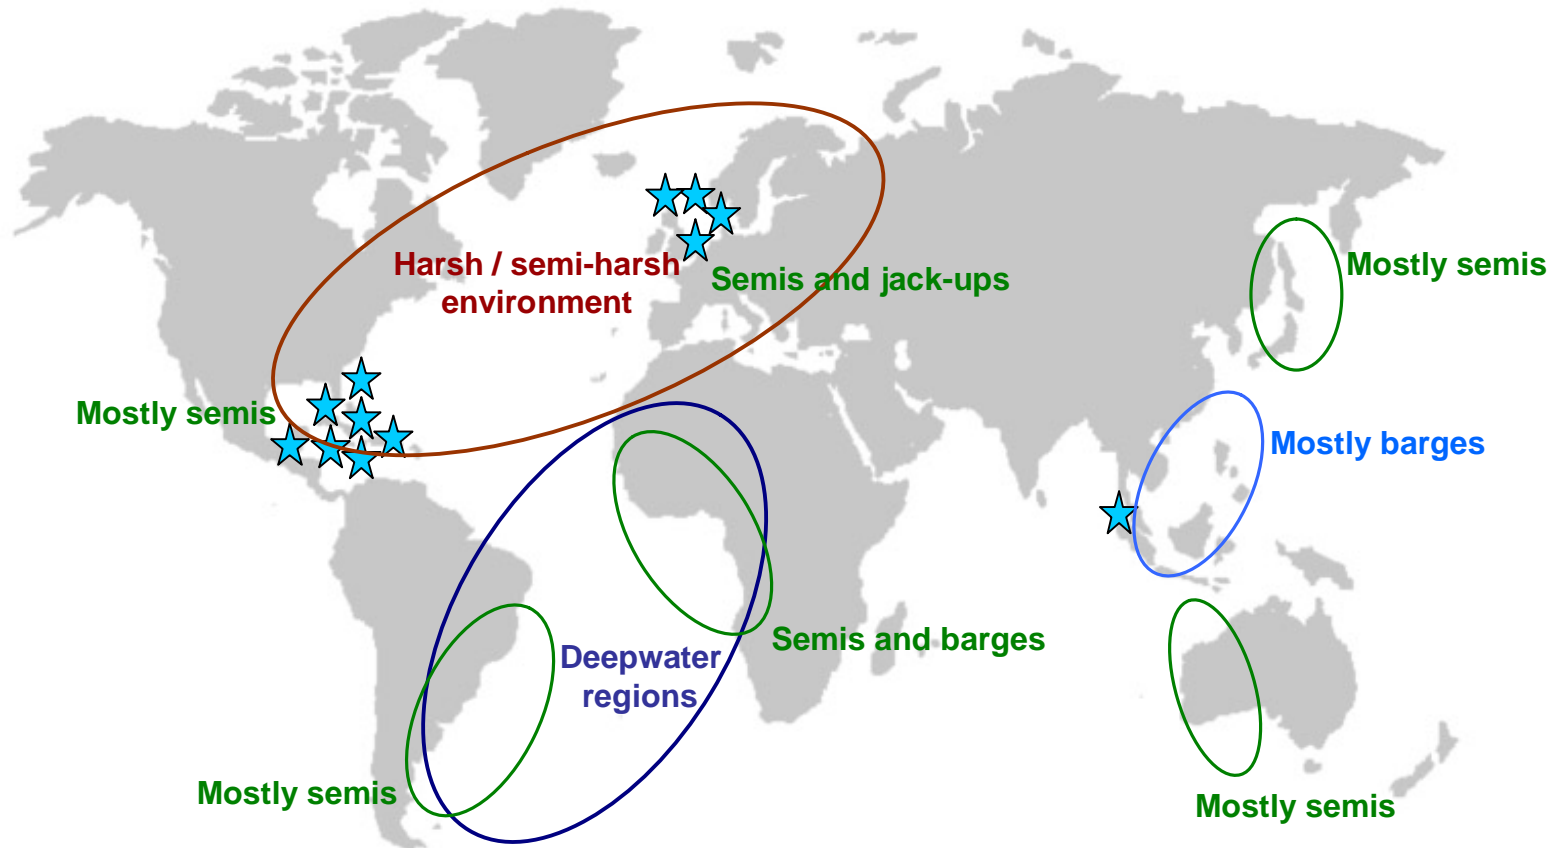 Harsh / semi-harsh
environment
Semis and jack-ups
Mostly semis
Mostly semis
Mostly barges
Semis and barges
Deepwater
regions
Mostly semis
Mostly semis